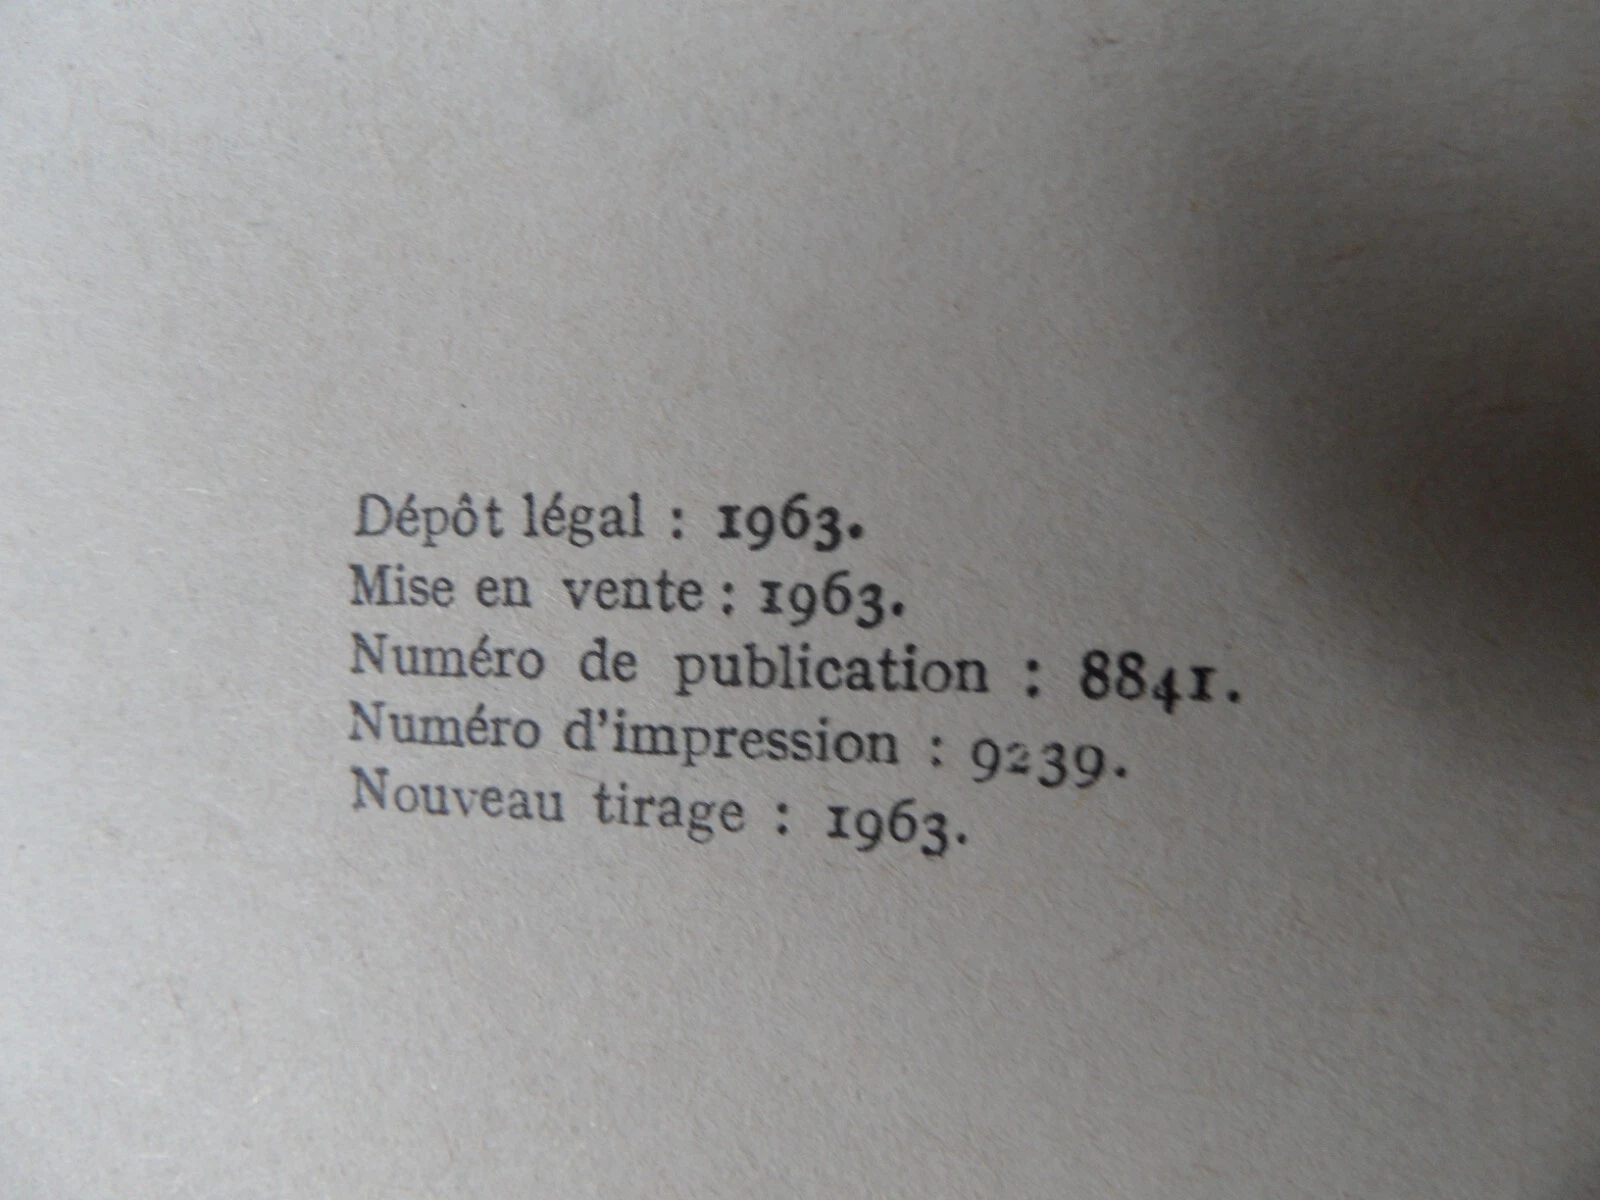 Dépôt légal : 1963.
Mise en vente : 1963.
Numéro de publication : 8841.
Numéro d'impression : 9239.
Nouveau tirage : 1963.